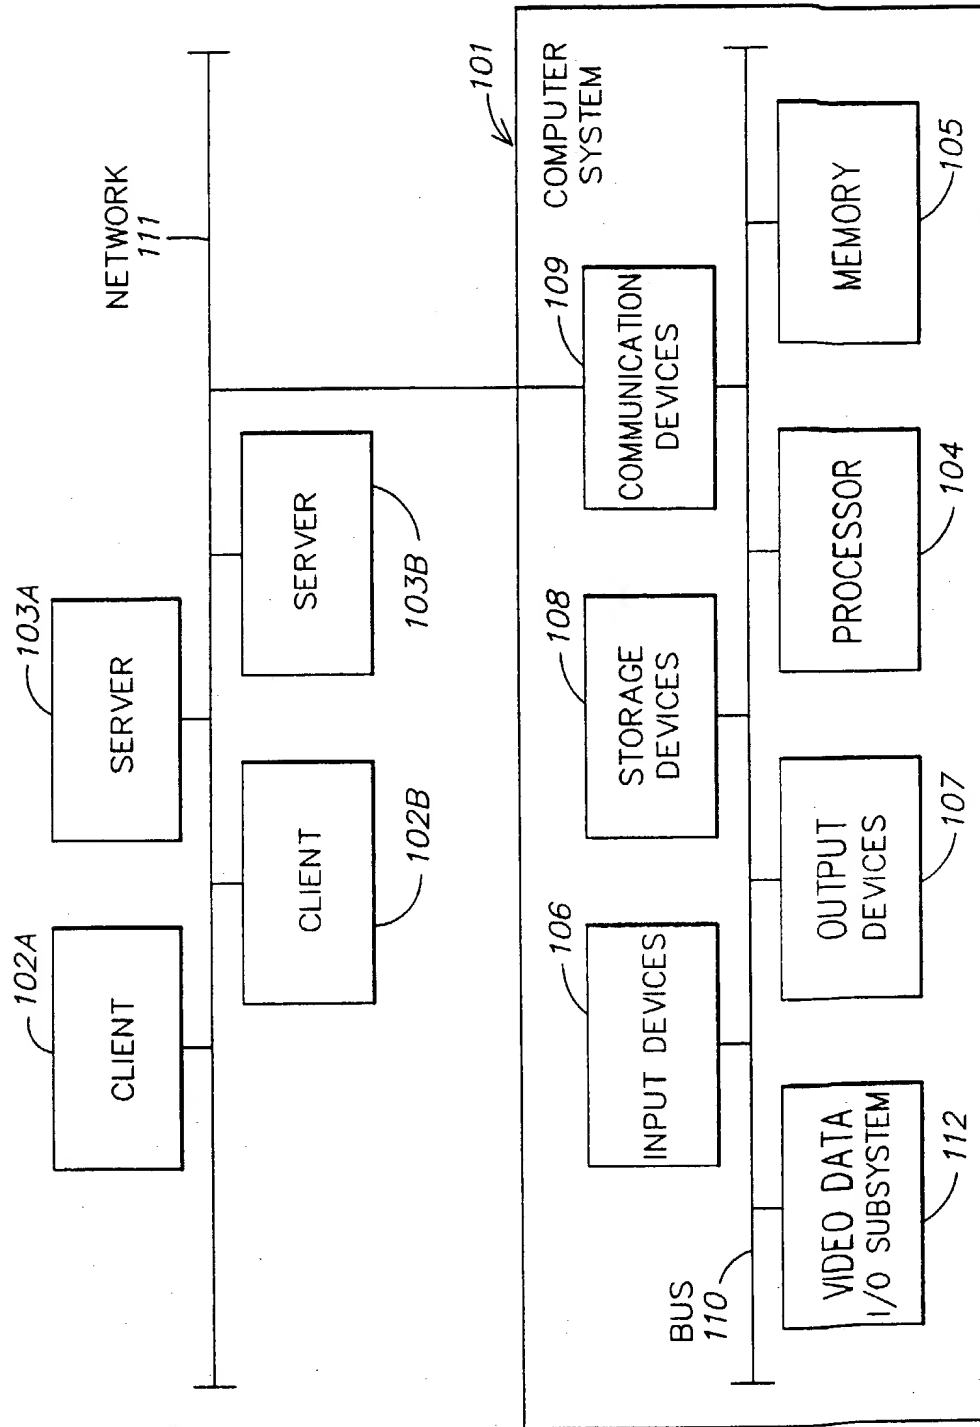 NETWORK
111
102A
CLIENT
103A
SERVER
CLIENT
102B
SERVER
103B
101
COMPUTER
SYSTEM
106
INPUT DEVICES
108
STORAGE
DEVICES
109
COMMUNICATION
DEVICES
BUS
110
VIDEO DATA
I/O SUBSYSTEM
112
OUTPUT
DEVICES
107
PROCESSOR
104
MEMORY
105